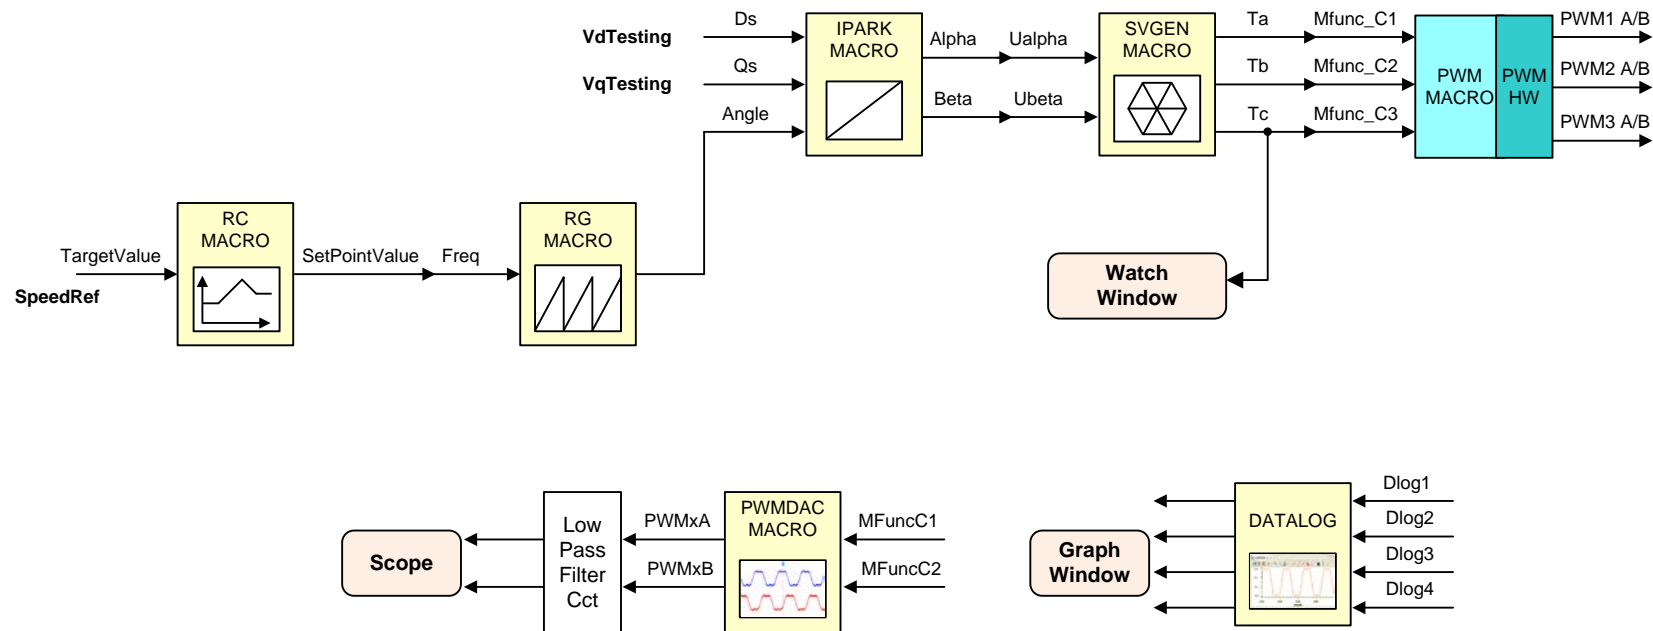 Ds
VdTesting
Qs
VqTesting
Angle
IPARK
MACRO
Alpha
Ualpha
Beta
Ubeta
SVGEN
MACRO
Ta
Mfunc_C1
Tb
Mfunc_C2
Tc
Mfunc_C3
PWM
MACRO
PWM
HW
PWM1 A/B
PWM2 A/B
PWM3 A/B
TargetValue
SpeedRef
RC
MACRO
SetPointValue
Freq
RG
MACRO
Watch
Window
Scope
Low
Pass
Filter
Cct
PWMxA
PWMxB
PWMDAC
MACRO
MFuncC1
MFuncC2
Graph
Window
DATALOG
Dlog1
Dlog2
Dlog3
Dlog4